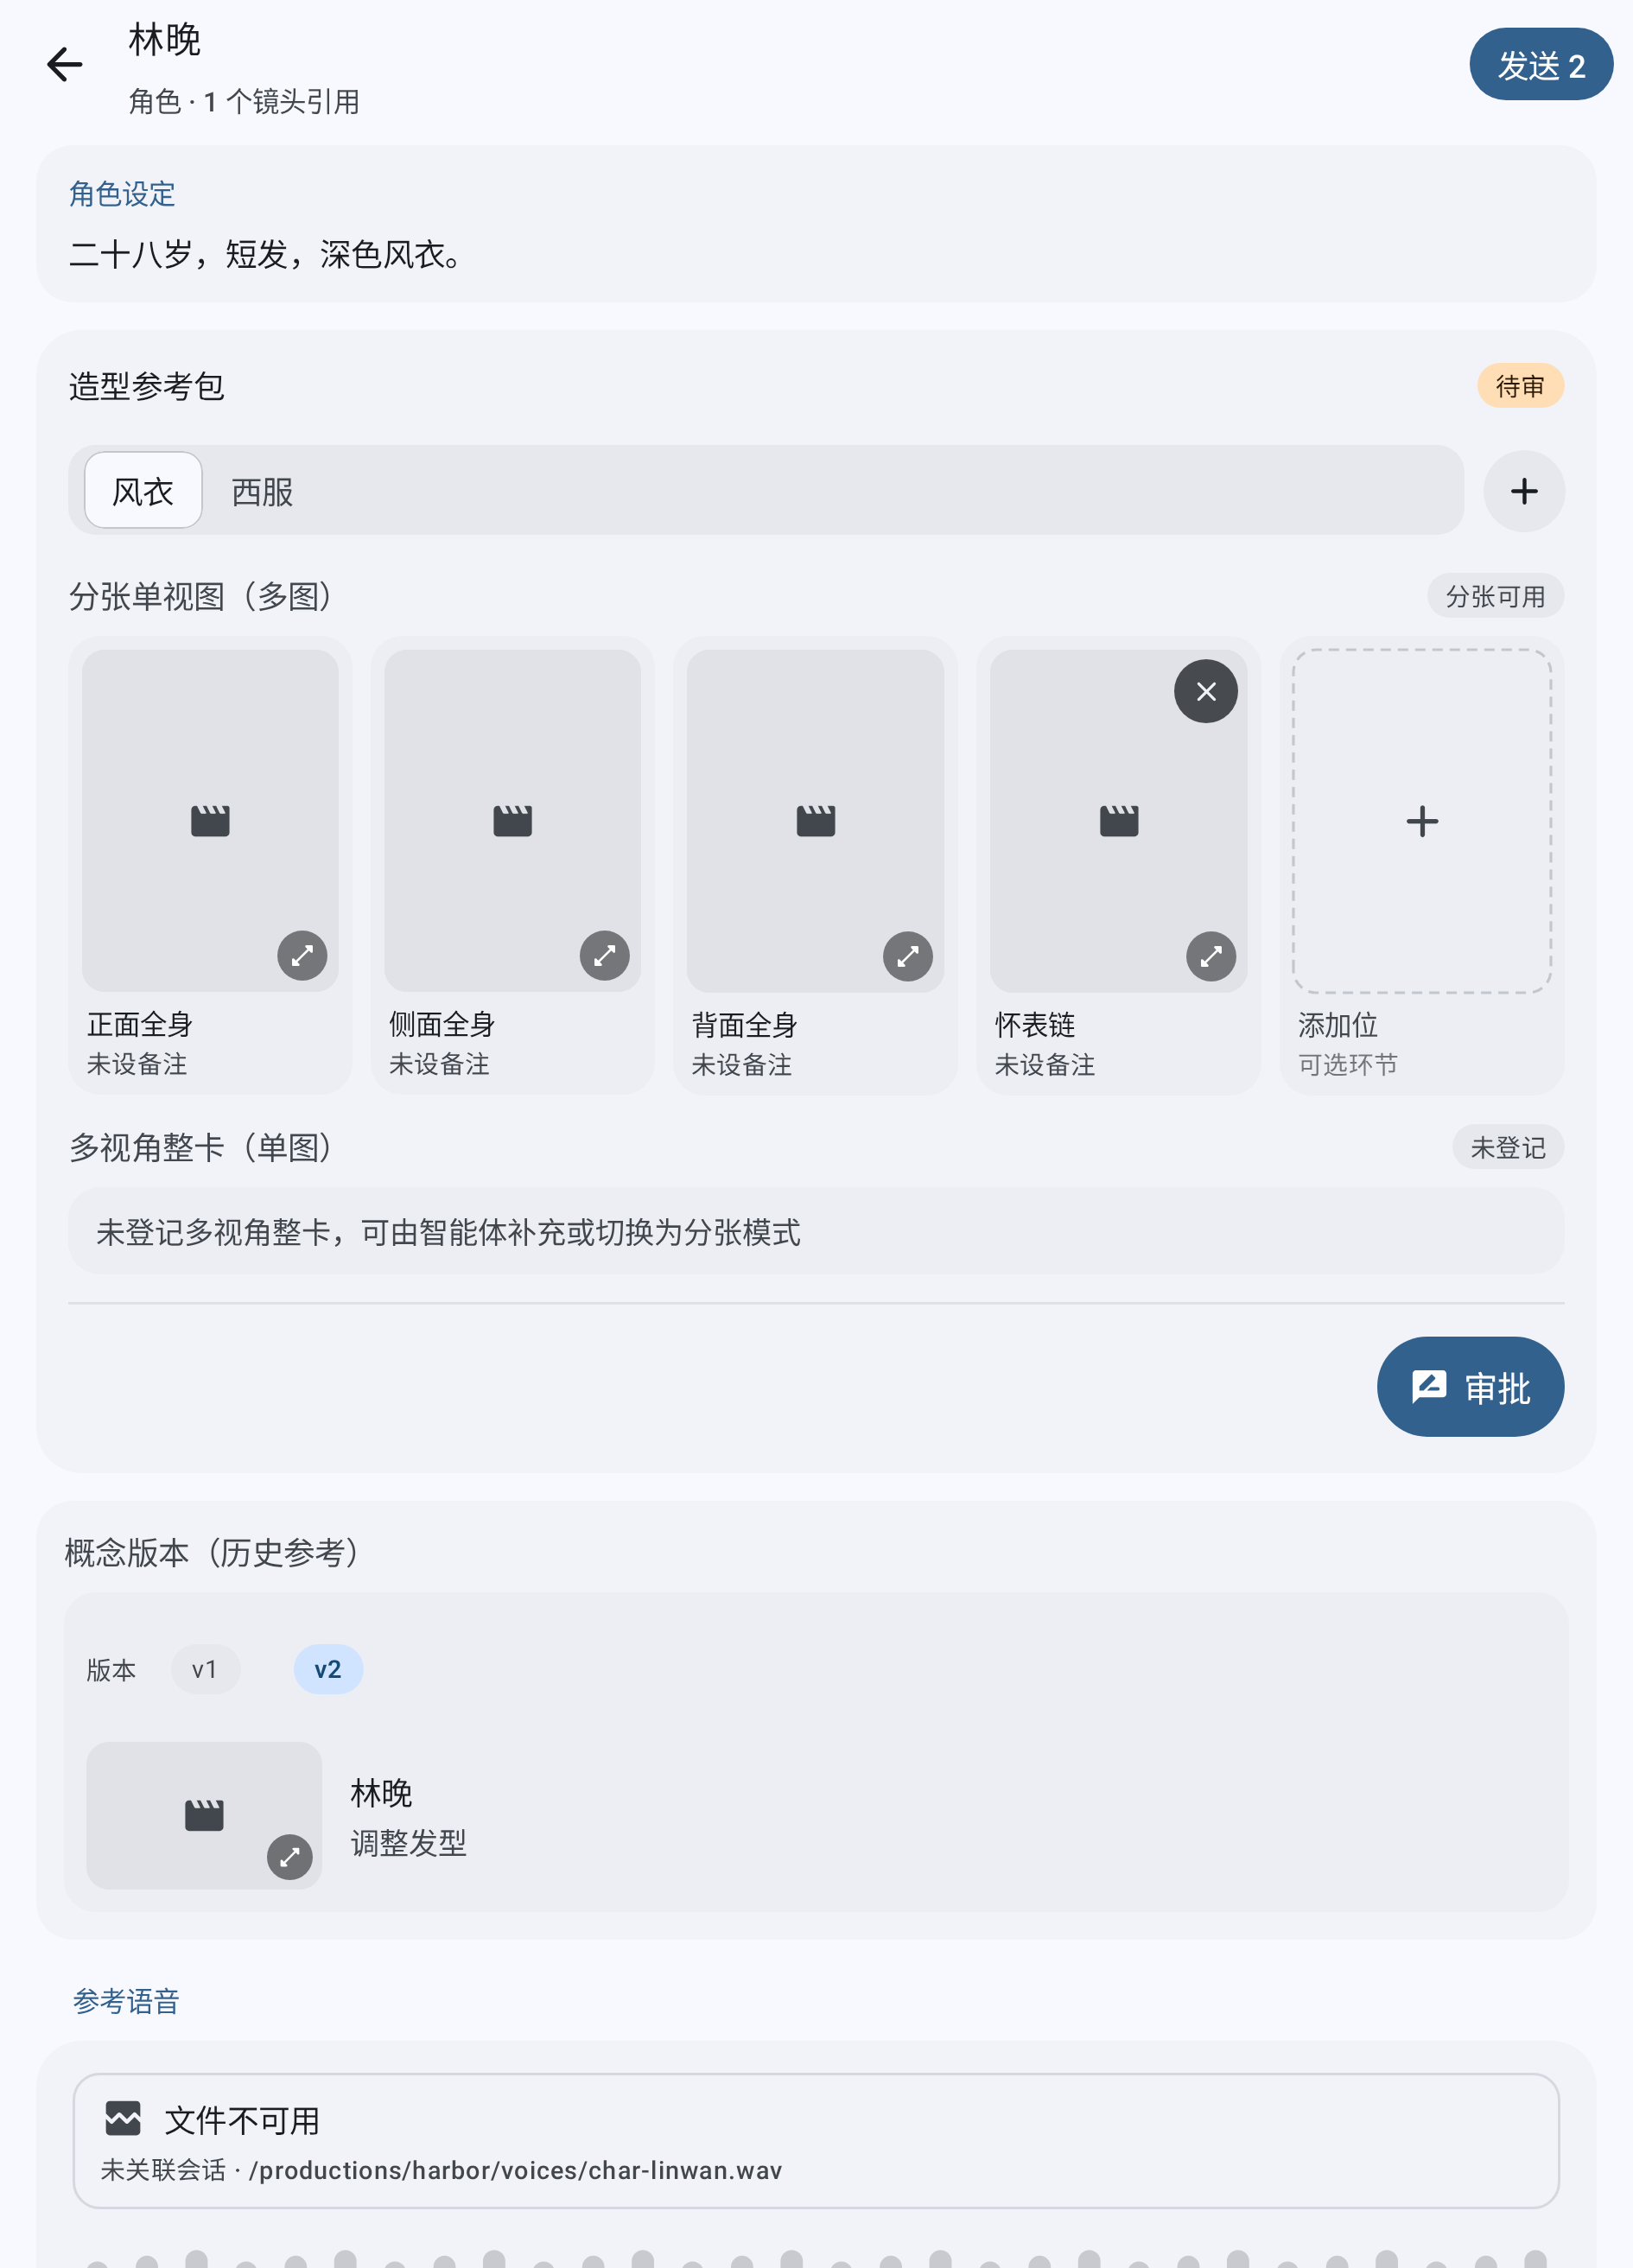 林晚
发送 2
角色 · 1 个镜头引用
角色设定
二十八岁，短发，深色风衣。
造型参考包
待审
风衣
西服
分张单视图（多图）
分张可用
正面全身
未设备注
侧面全身
未设备注
背面全身
未设备注
怀表链
未设备注
添加位
可选环节
多视角整卡（单图）
未登记
未登记多视角整卡，可由智能体补充或切换为分张模式
审批
概念版本（历史参考）
版本
v1
v2
林晚
调整发型
参考语音
文件不可用
未关联会话 · /productions/harbor/voices/char-linwan.wav